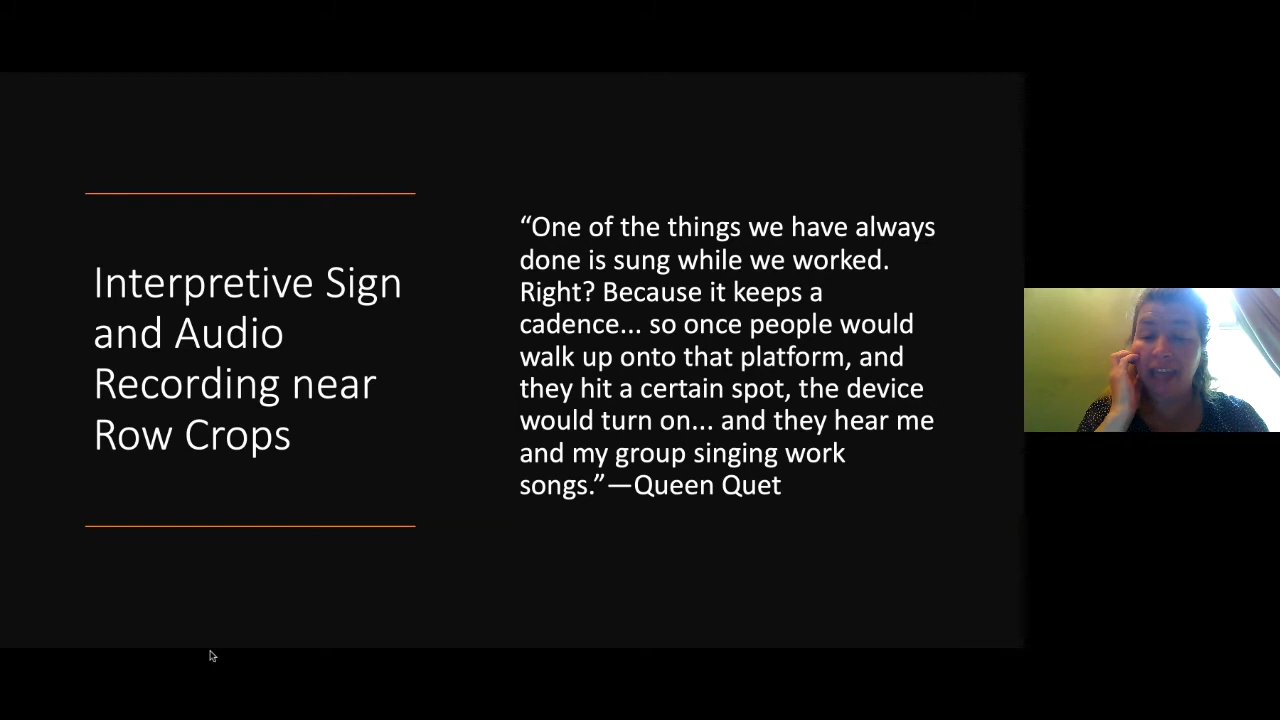 Interpretive Sign
and Audio
Recording near
Row Crops
“One of the things we have always
done is sung while we worked.
Right? Because it keeps a
cadence... so once people would
walk up onto that platform, and
they hit a certain spot, the device
would turn on... and they hear me
and my group singing work
songs.”—Queen Quet